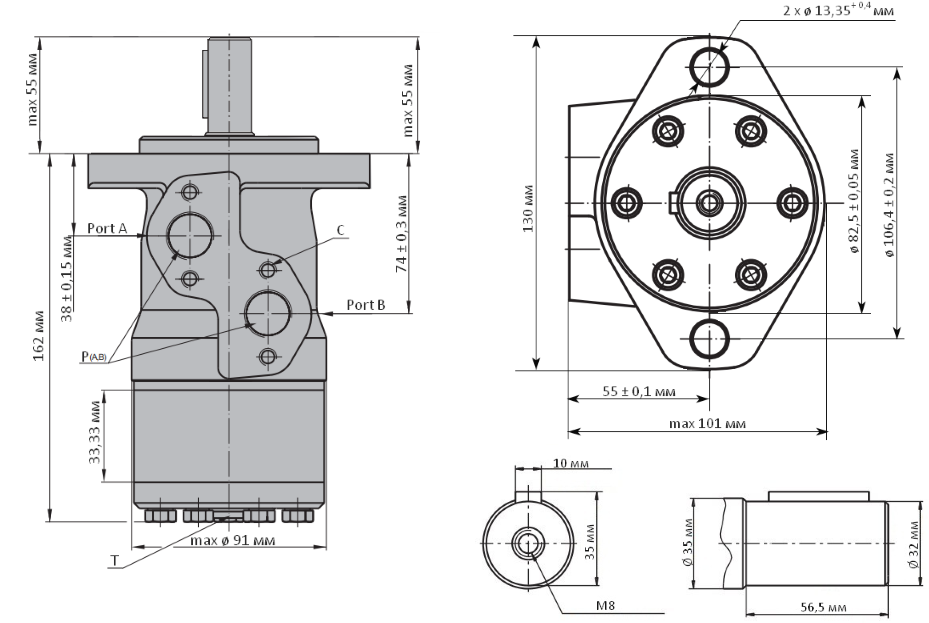 2 x ø 13,35⁺ ⁰,⁴ мм
max 55 мм
max 55 мм
Port A
C
38 ± 0,15 мм
74 ± 0,3 мм
Port B
162 мм
P(A,B)
33,33 мм
max ø 91 мм
T
130 мм
ø 82,5 ± 0,05 мм
ø 106,4 ± 0,2 мм
55 ± 0,1 мм
max 101 мм
10 мм
35 мм
M8
Ø 35 мм
Ø 32 мм
56,5 мм